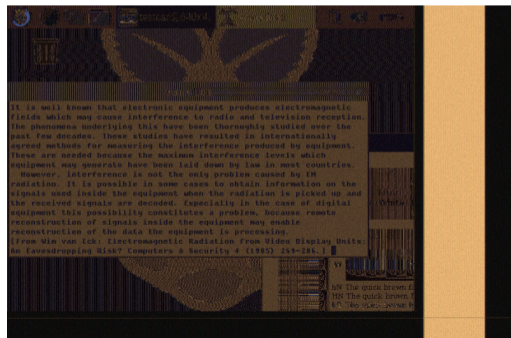 It is well known that electronic equipment produces electromagnetic
fields which may cause interference to radio and television reception.
The phenomena underlying this have been thoroughly studied over the
past few decades. These studies have resulted in internationally
agreed methods for measuring the interference produced by equipment.
These are needed because the maximum interference levels which
equipment may generate have been laid down by law in most countries.
However, interference is not the only problem caused by EM
radiation. It is possible in some cases to obtain information on the
signals used inside the equipment when the radiation is picked up and
the received signals are decoded. Especially in the case of digital
equipment this possibility constitutes a problem, because remote
reconstruction of signals inside the equipment may enable
reconstruction of the data the equipment is processing.
[From Wim van Eck: Electromagnetic Radiation from Video Display Units:
An Eavesdropping Risk? Computers & Security 4 (1985) 269-286.]
hN The quick brown f
HN The quick brown f